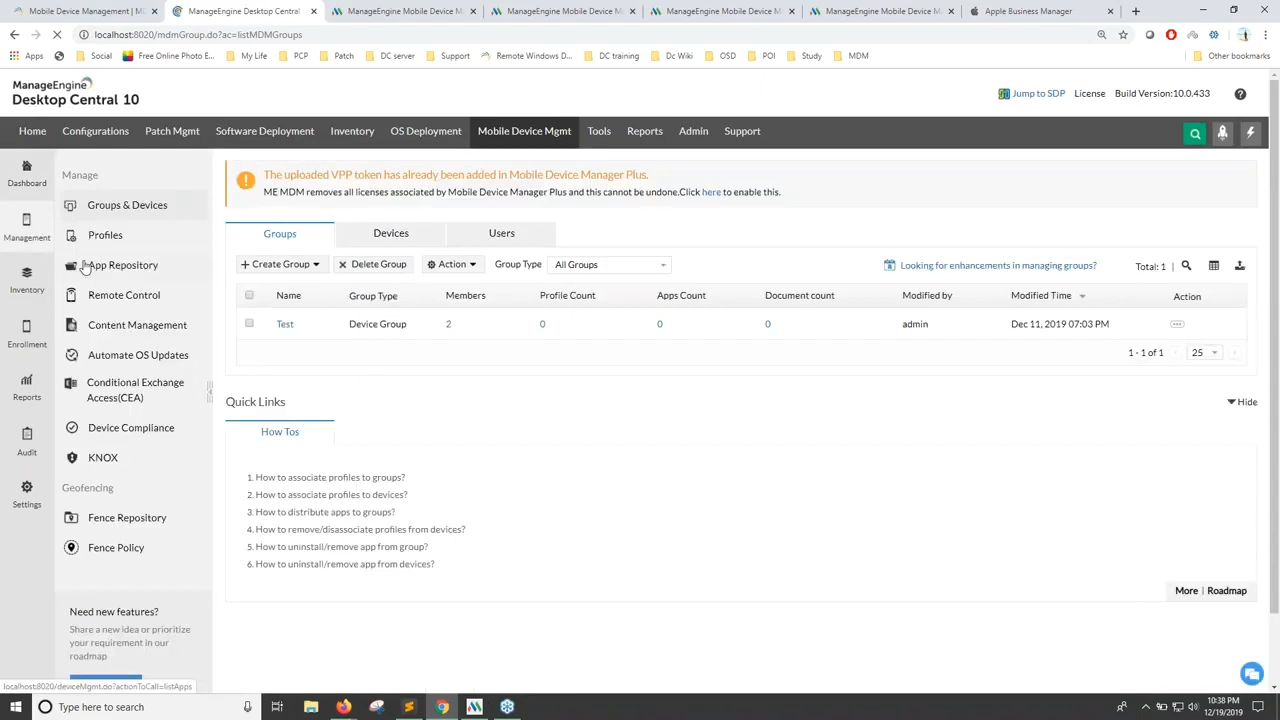 Mobile Device Management | M
ManageEngine Desktop Central
ManageEngine Mobile Device M
ManageEngine Mobile Device M
ManageEngine Mobile Device M
ManageEngine Mobile Device M
Apple Business Manager
localhost:8020/mdmGroup.do?ac=listMDMGroups
Apps
Social
Free Online Photo E...
My Life
PCP
Patch
DC server
Support
Remote Windows D...
DC training
Dc Wiki
OSD
POI
Study
MDM
Other bookmarks
ManageEngine
Desktop Central 10
Jump to SDP
License
Build Version:10.0.433
Home
Configurations
Patch Mgmt
Software Deployment
Inventory
OS Deployment
Mobile Device Mgmt
Tools
Reports
Admin
Support
Dashboard
Management
Inventory
Enrollment
Reports
Audit
Settings
Manage
Groups & Devices
Profiles
App Repository
Remote Control
Content Management
Automate OS Updates
Conditional Exchange
Access(CEA)
Device Compliance
KNOX
Geofencing
Fence Repository
Fence Policy
Need new features?
Share a new idea or prioritize
your requirement in our
roadmap
The uploaded VPP token has already been added in Mobile Device Manager Plus.
ME MDM removes all licenses associated by Mobile Device Manager Plus and this cannot be undone.Click here to enable this.
Groups
Devices
Users
Create Group
Delete Group
Action
Group Type
All Groups
Looking for enhancements in managing groups?
Total: 1 |
Name Group Type Members Profile Count Apps Count Document count Modified by Modified Time Action
Test Device Group 2 0 0 0 admin Dec 11, 2019 07:03 PM
1 - 1 of 1
25
Quick Links
Hide
How Tos
1. How to associate profiles to groups?
2. How to associate profiles to devices?
3. How to distribute apps to groups?
4. How to remove/disassociate profiles from devices?
5. How to uninstall/remove app from group?
6. How to uninstall/remove app from devices?
More | Roadmap
localhost:8020/deviceMgmt.do?actionToCall=listApps
Type here to search
10:38 PM
12/19/2019